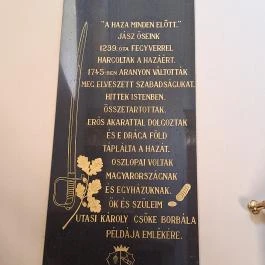 "A HAZA MINDEN ELŐTT."
JÁSZ ŐSEINK
1239. ÓTA FEGYVERREL
HARCOLTAK A HAZÁÉRT.
1745-BEN ARANYON VÁLTOTTÁK
MEG ELVESZETT SZABADSÁGUKAT.
HITTEK ISTENBEN.
ÖSSZETARTOTTAK.
ERŐS AKARATTAL DOLGOZTAK
ÉS E DRÁGA FÖLD
TÁPLÁLTA A HAZÁT.
OSZLOPAI VOLTAK
MAGYARORSZÁGNAK
ÉS EGYHÁZUKNAK.
ŐK ÉS SZÜLEIM
UTASI KÁROLY CSŐKE BORBÁLA
PÉLDÁJA EMLÉKÉRE.